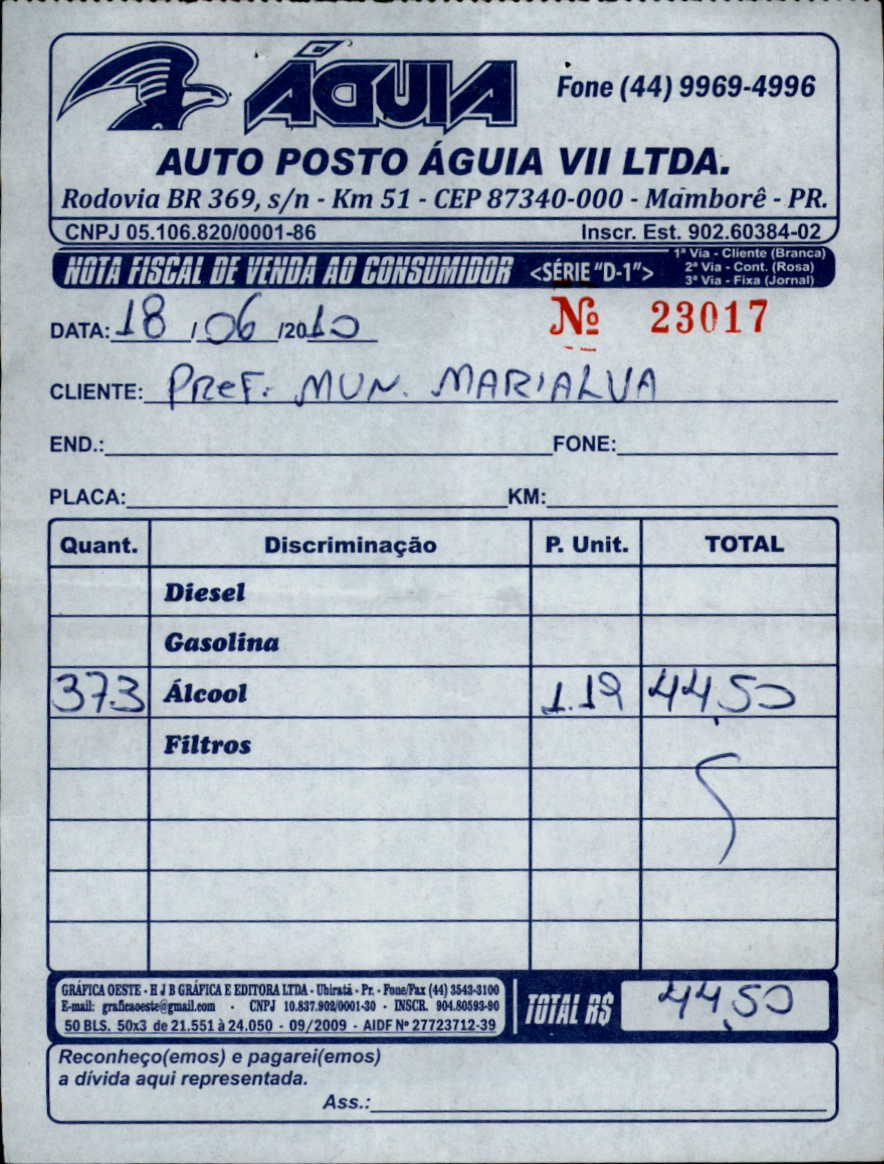 ÁGUIA
Fone (44) 9969-4996
AUTO POSTO ÁGUIA VII LTDA.
Rodovia BR 369, s/n - Km 51 - CEP 87340-000 - Mamborê - PR.
CNPJ 05.106.820/0001-86 Inscr. Est. 902.60384-02
NOTA FISCAL DE VENDA AO CONSUMIDOR <SÉRIE "D-1">
1ª Via - Cliente (Branca)
2ª Via - Cont. (Rosa)
3ª Via - Fixa (Jornal)
DATA: 18 / 06 /2010 Nº 23017
CLIENTE: PREF. MUN. MARIALVA
END.: FONE:
PLACA: KM:
Quant. Discriminação P. Unit. TOTAL
Diesel
Gasolina
373 Álcool 1.19 44,50
Filtros
GRÁFICA OESTE - H J B GRÁFICA E EDITORA LTDA - Ubiratã - Pr. - Fone/Fax (44) 3543-3100
E-mail: graficaoeste@gmail.com - CNPJ 10.837.902/0001-30 - INSCR. 904.80593-90
50 BLS. 50x3 de 21.551 à 24.050 - 09/2009 - AIDF Nº 27723712-39
TOTAL R$ 44,50
Reconheço(emos) e pagarei(emos)
a dívida aqui representada.
Ass.: